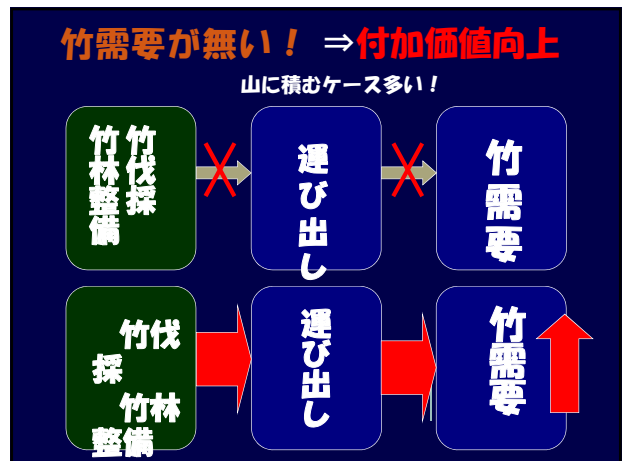 竹需要が無い！ ⇒付加価値向上
山に積むケース多い！
竹伐採
竹林整備
運び出し
竹需要
竹伐
採
竹林
整備
運び出し
竹需要